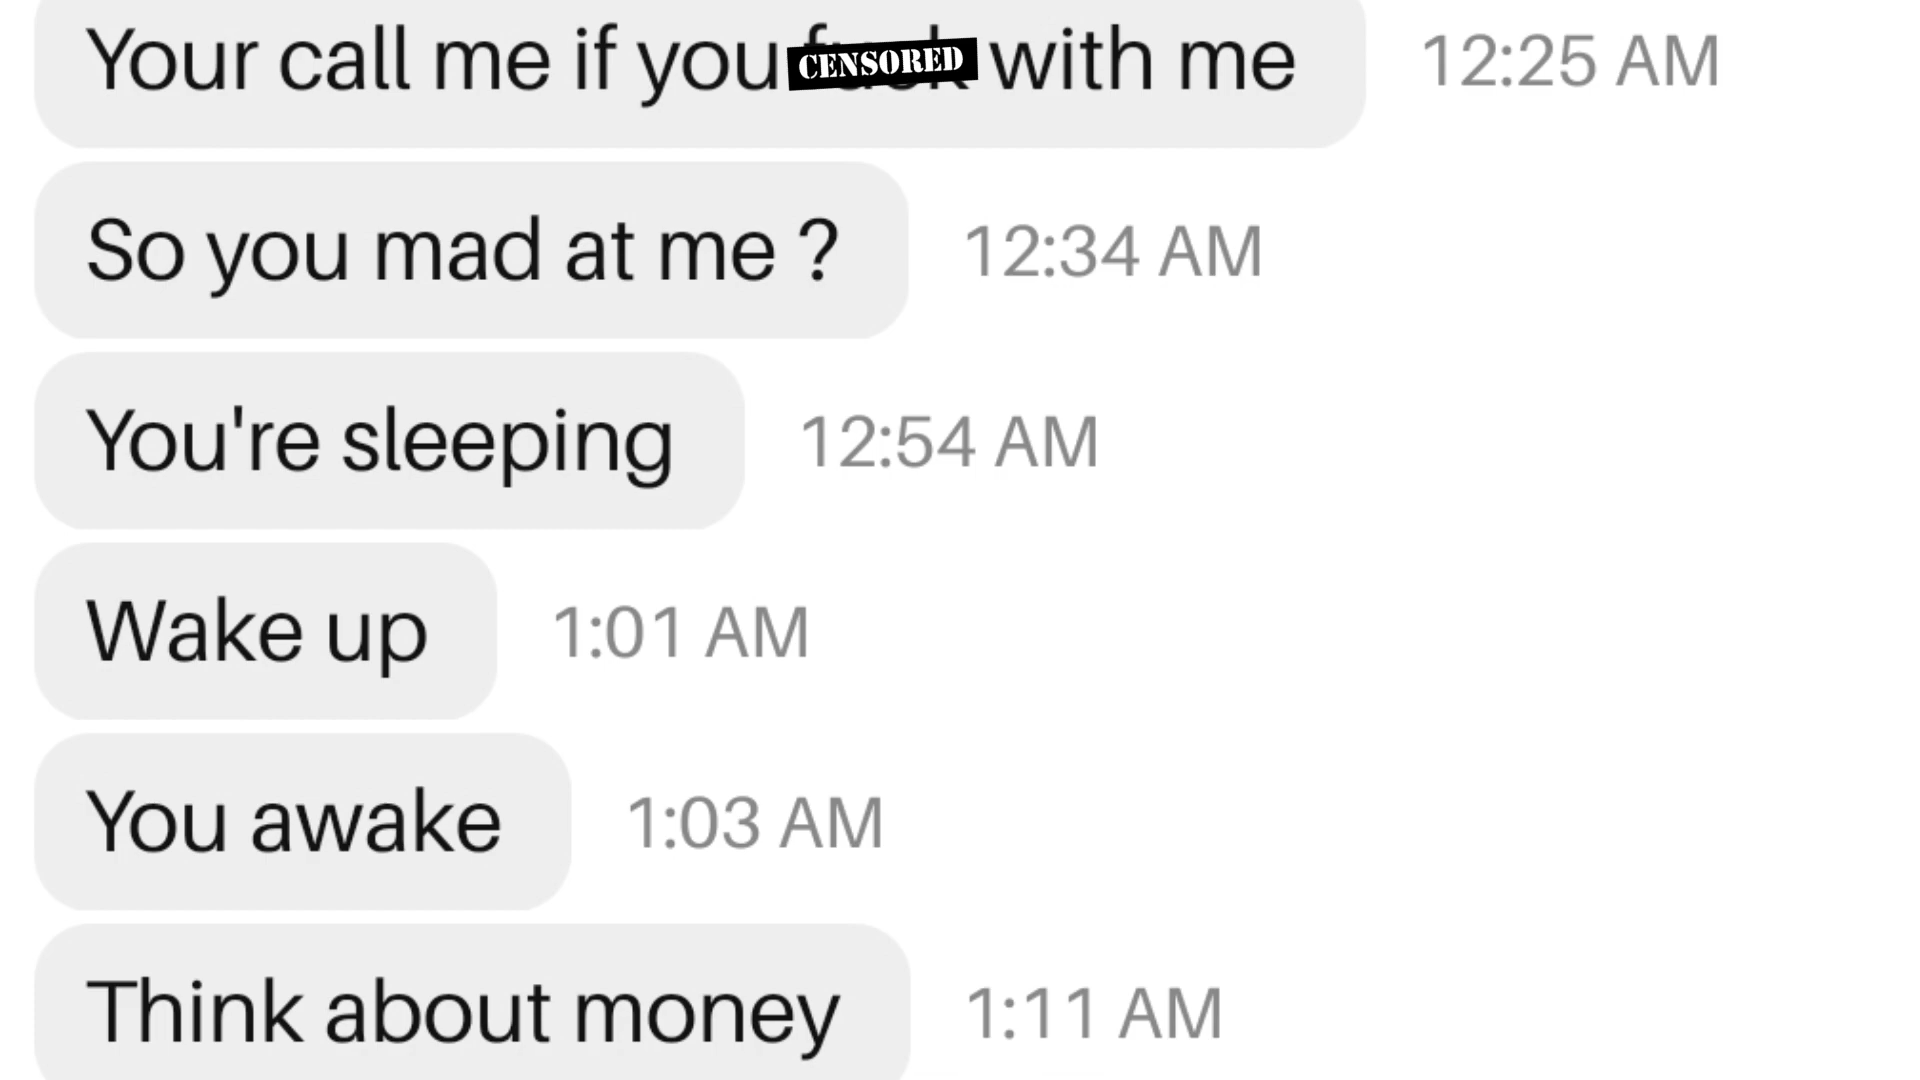 Your call me if you CENSORED with me 12:25 AM
So you mad at me ? 12:34 AM
You're sleeping 12:54 AM
Wake up 1:01 AM
You awake 1:03 AM
Think about money 1:11 AM